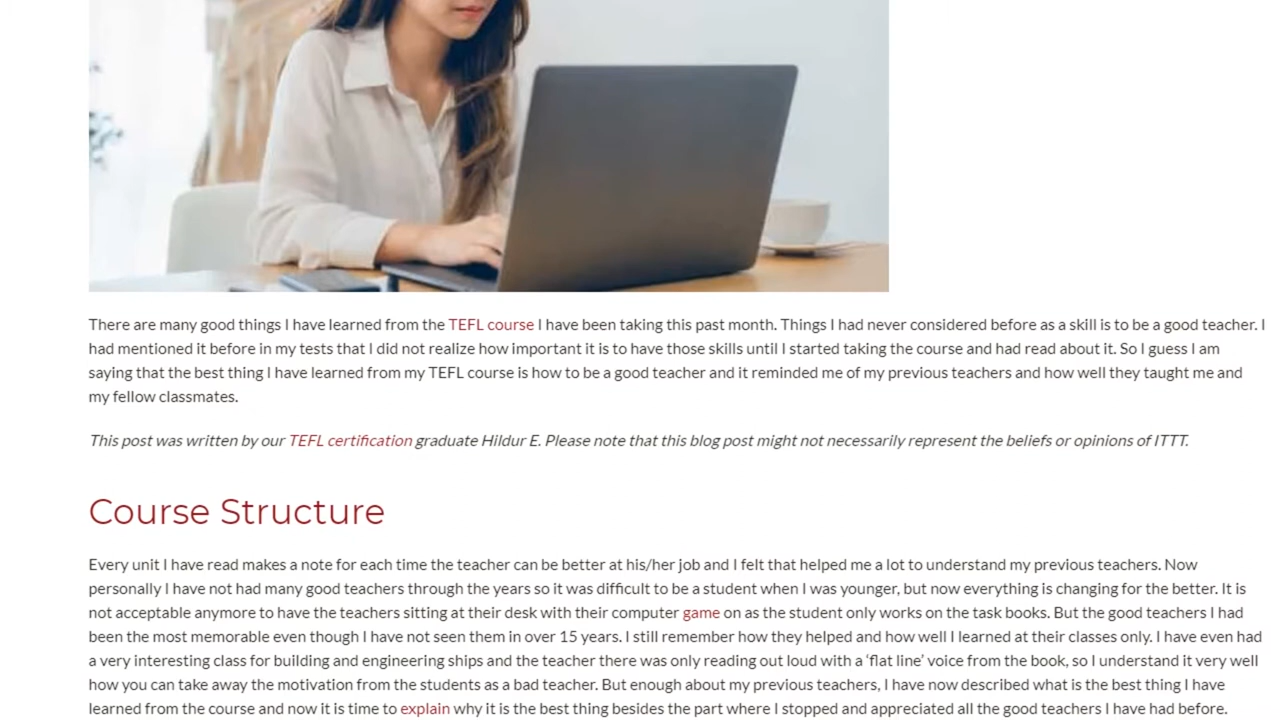 There are many good things I have learned from the TEFL course I have been taking this past month. Things I had never considered before as a skill is to be a good teacher. I
had mentioned it before in my tests that I did not realize how important it is to have those skills until I started taking the course and had read about it. So I guess I am
saying that the best thing I have learned from my TEFL course is how to be a good teacher and it reminded me of my previous teachers and how well they taught me and
my fellow classmates.
This post was written by our TEFL certification graduate Hildur E. Please note that this blog post might not necessarily represent the beliefs or opinions of ITTT.
Course Structure
Every unit I have read makes a note for each time the teacher can be better at his/her job and I felt that helped me a lot to understand my previous teachers. Now
personally I have not had many good teachers through the years so it was difficult to be a student when I was younger, but now everything is changing for the better. It is
not acceptable anymore to have the teachers sitting at their desk with their computer game on as the student only works on the task books. But the good teachers I had
been the most memorable even though I have not seen them in over 15 years. I still remember how they helped and how well I learned at their classes only. I have even had
a very interesting class for building and engineering ships and the teacher there was only reading out loud with a ‘flat line’ voice from the book, so I understand it very well
how you can take away the motivation from the students as a bad teacher. But enough about my previous teachers, I have now described what is the best thing I have
learned from the course and now it is time to explain why it is the best thing besides the part where I stopped and appreciated all the good teachers I have had before.